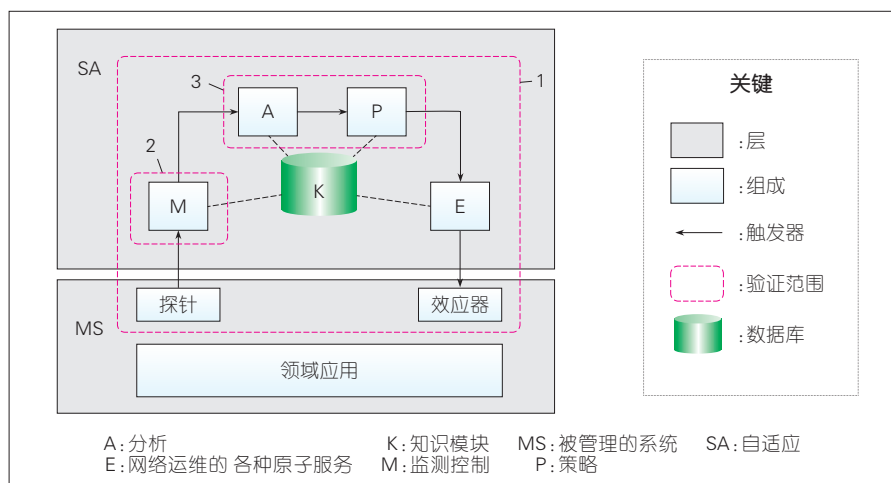 SA
3
1
A
P
关键
:层
2
K
:组成
M
E
:触发器
探针
效应器
:验证范围
MS
:数据库
领域应用
A:分析 K:知识模块 MS:被管理的系统 SA:自适应
E:网络运维的 各种原子服务 M:监测控制 P:策略